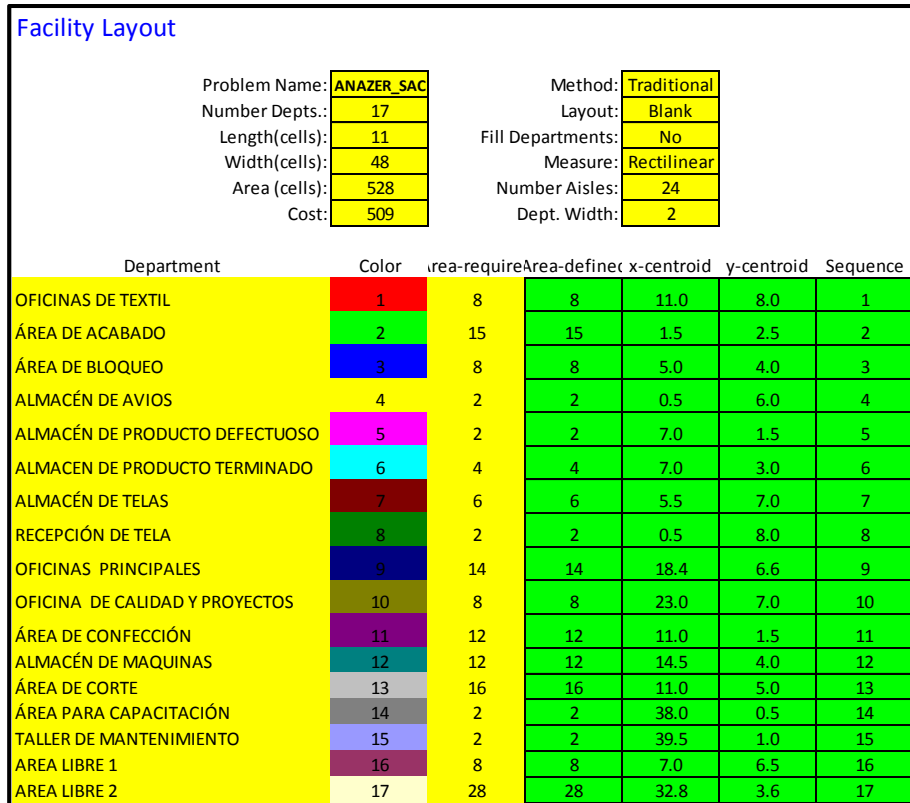 Facility Layout
Problem Name: ANAZER_SAC Method: Traditional
Number Depts.: 17 Layout: Blank
Length(cells): 11 Fill Departments: No
Width(cells): 48 Measure: Rectilinear
Area (cells): 528 Number Aisles: 24
Cost: 509 Dept. Width: 2
Department Color rea-require Area-defined x-centroid y-centroid Sequence
OFICINAS DE TEXTIL 1 8 8 11.0 8.0 1
ÁREA DE ACABADO 2 15 15 1.5 2.5 2
ÁREA DE BLOQUEO 3 8 8 5.0 4.0 3
ALMACÉN DE AVIOS 4 2 2 0.5 6.0 4
ALMACÉN DE PRODUCTO DEFECTUOSO 5 2 2 7.0 1.5 5
ALMACEN DE PRODUCTO TERMINADO 6 4 4 7.0 3.0 6
ALMACÉN DE TELAS 7 6 6 5.5 7.0 7
RECEPCIÓN DE TELA 8 2 2 0.5 8.0 8
OFICINAS PRINCIPALES 9 14 14 18.4 6.6 9
OFICINA DE CALIDAD Y PROYECTOS 10 8 8 23.0 7.0 10
ÁREA DE CONFECCIÓN 11 12 12 11.0 1.5 11
ALMACÉN DE MAQUINAS 12 12 12 14.5 4.0 12
ÁREA DE CORTE 13 16 16 11.0 5.0 13
ÁREA PARA CAPACITACIÓN 14 2 2 38.0 0.5 14
TALLER DE MANTENIMIENTO 15 2 2 39.5 1.0 15
AREA LIBRE 1 16 8 8 7.0 6.5 16
AREA LIBRE 2 17 28 28 32.8 3.6 17